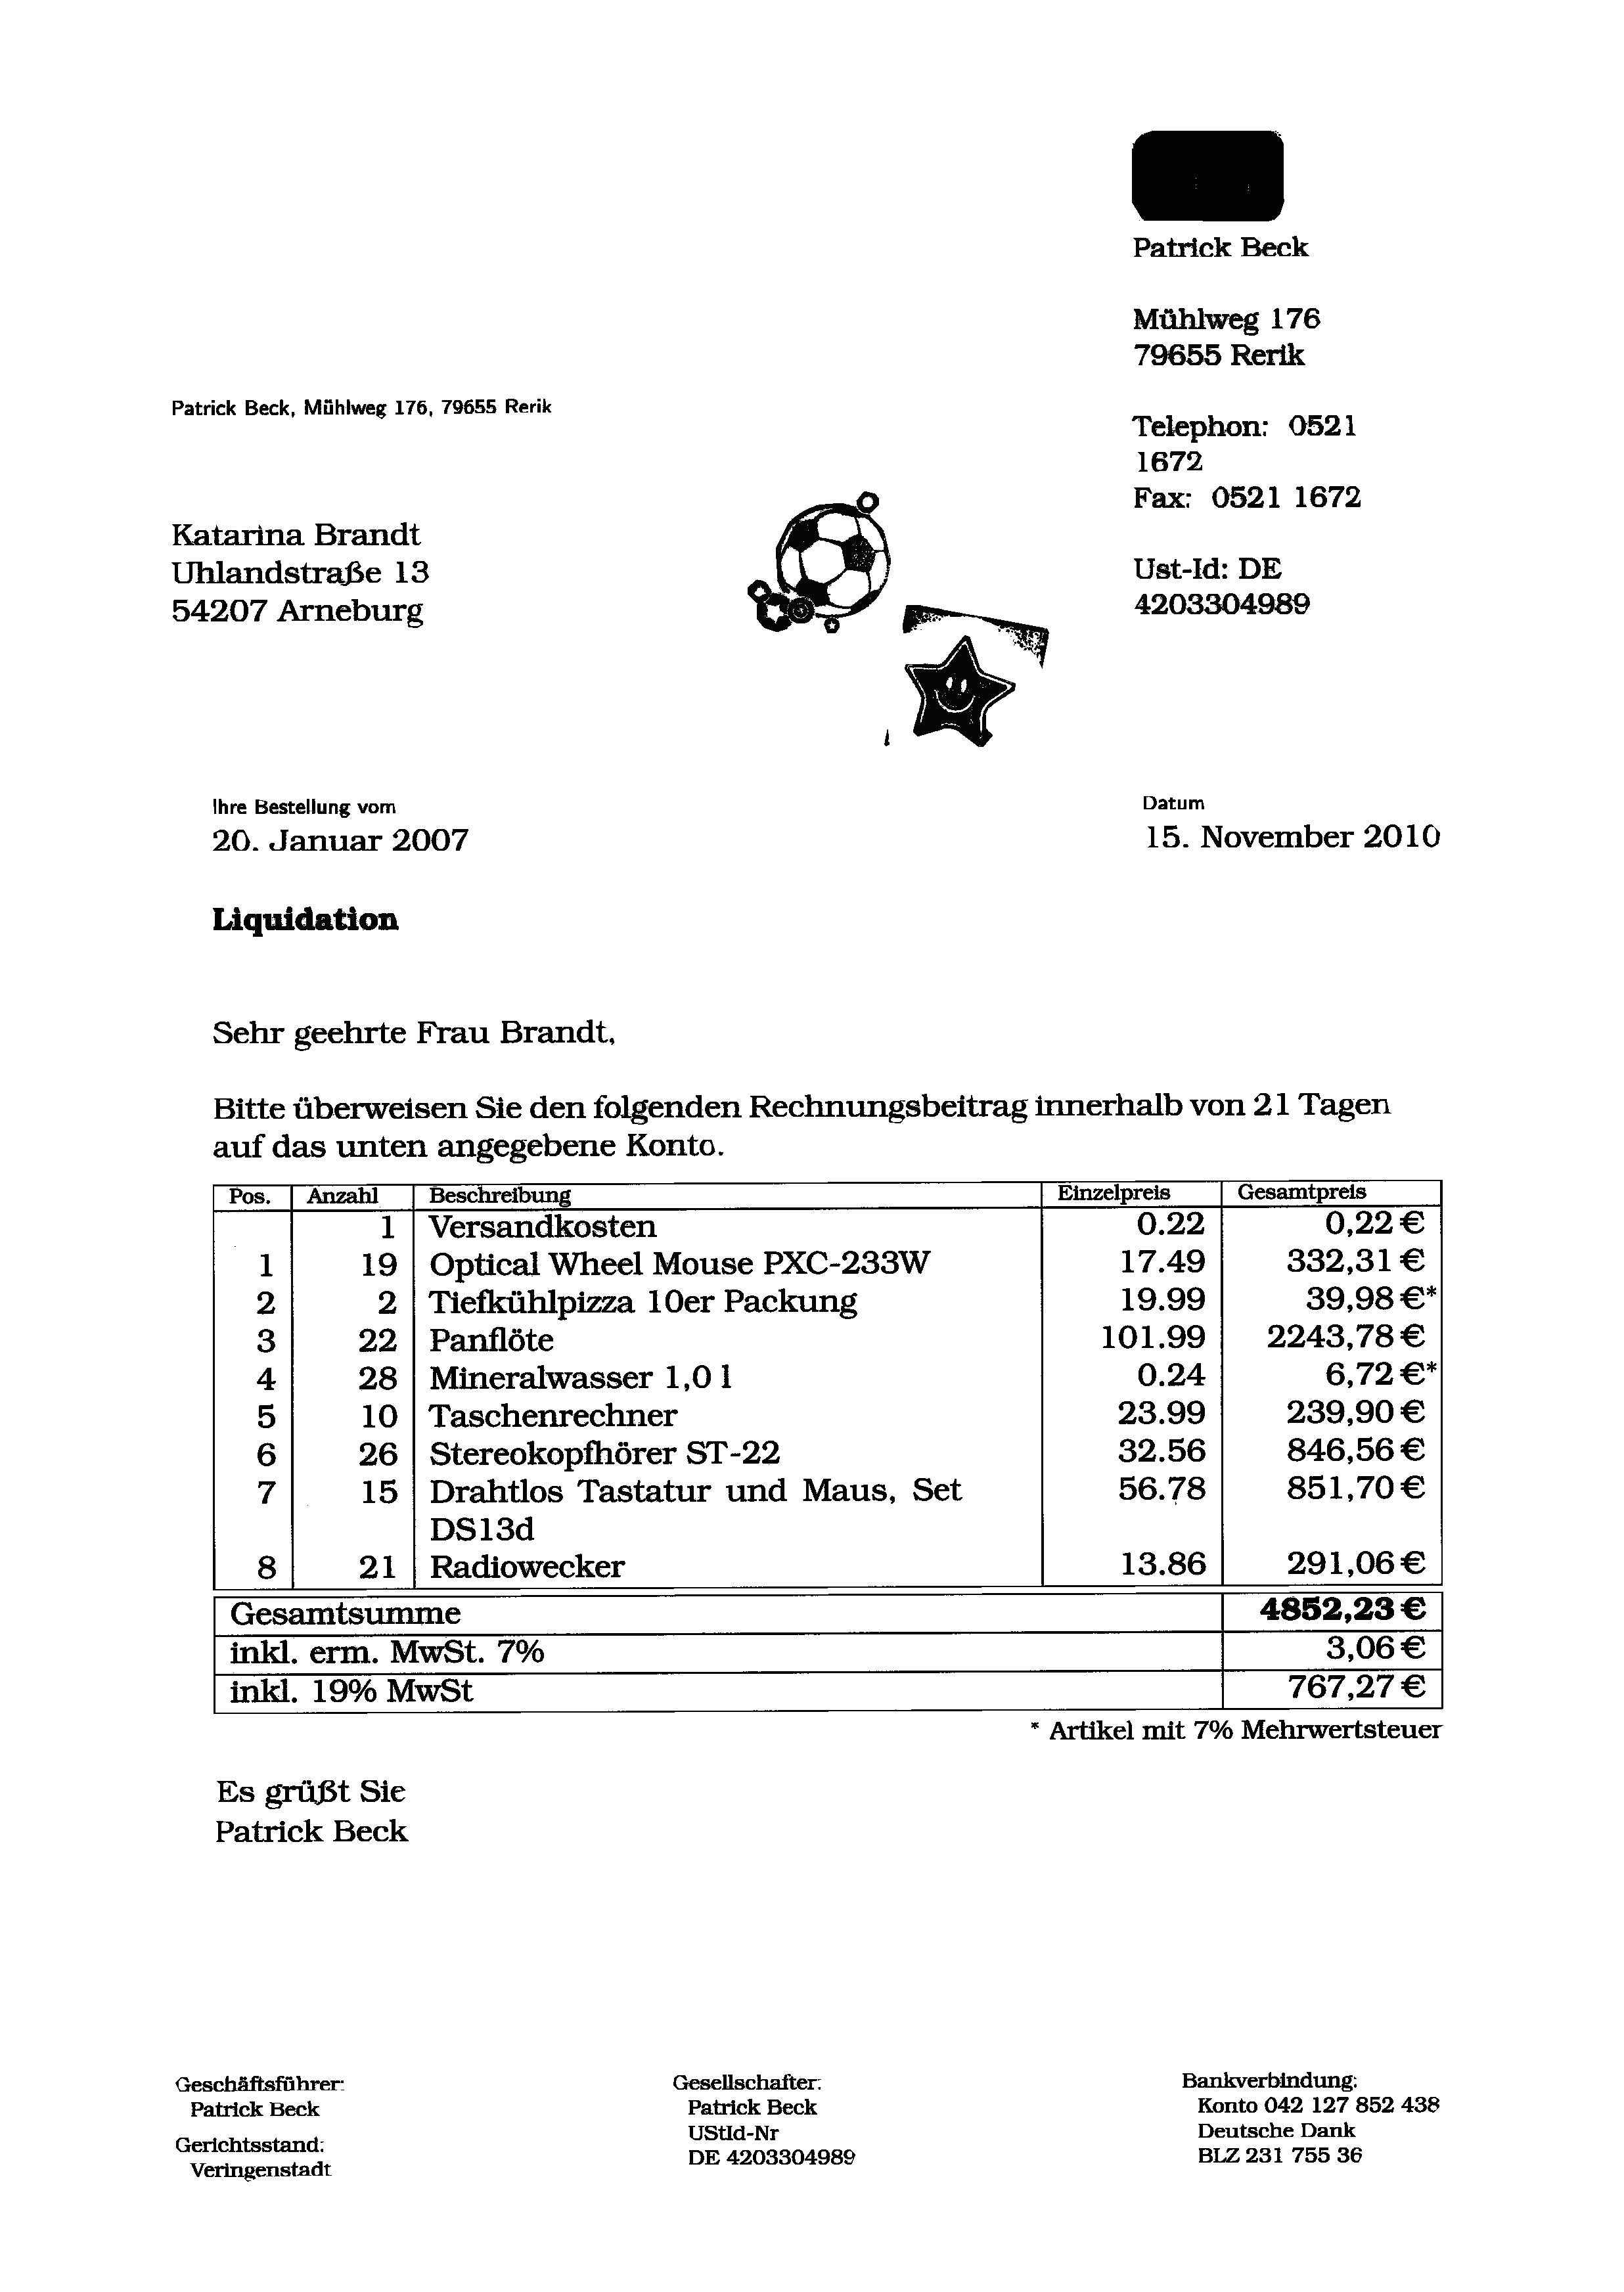 Patrick Beck
Mühlweg 176
79655 Rerik
Telephon: 0521
1672
Fax: 0521 1672
Ust-Id: DE
4203304989
Patrick Beck, Mühlweg 176, 79655 Rerik
Katarina Brandt
Uhlandstraße 13
54207 Arneburg
Ihre Bestellung vom
20. Januar 2007
Datum
15. November 2010
Liquidation
Sehr geehrte Frau Brandt,
Bitte überweisen Sie den folgenden Rechnungsbeitrag innerhalb von 21 Tagen
auf das unten angegebene Konto.
Pos. Anzahl Beschreibung Einzelpreis Gesamtpreis
1 Versandkosten 0.22 0,22 €
1 19 Optical Wheel Mouse PXC-233W 17.49 332,31 €
2 2 Tiefkühlpizza 10er Packung 19.99 39,98 €*
3 22 Panflöte 101.99 2243,78 €
4 28 Mineralwasser 1,0 l 0.24 6,72 €*
5 10 Taschenrechner 23.99 239,90 €
6 26 Stereokopfhörer ST-22 32.56 846,56 €
7 15 Drahtlos Tastatur und Maus, Set 56.78 851,70 €
DS13d
8 21 Radiowecker 13.86 291,06 €
Gesamtsumme 4852,23 €
inkl. erm. MwSt. 7% 3,06 €
inkl. 19% MwSt 767,27 €
* Artikel mit 7% Mehrwertsteuer
Es grüßt Sie
Patrick Beck
Geschäftsführer:
Patrick Beck
Gerichtsstand:
Veringenstadt
Gesellschafter:
Patrick Beck
UStId-Nr
DE 4203304989
Bankverbindung:
Konto 042 127 852 438
Deutsche Dank
BLZ 231 755 36